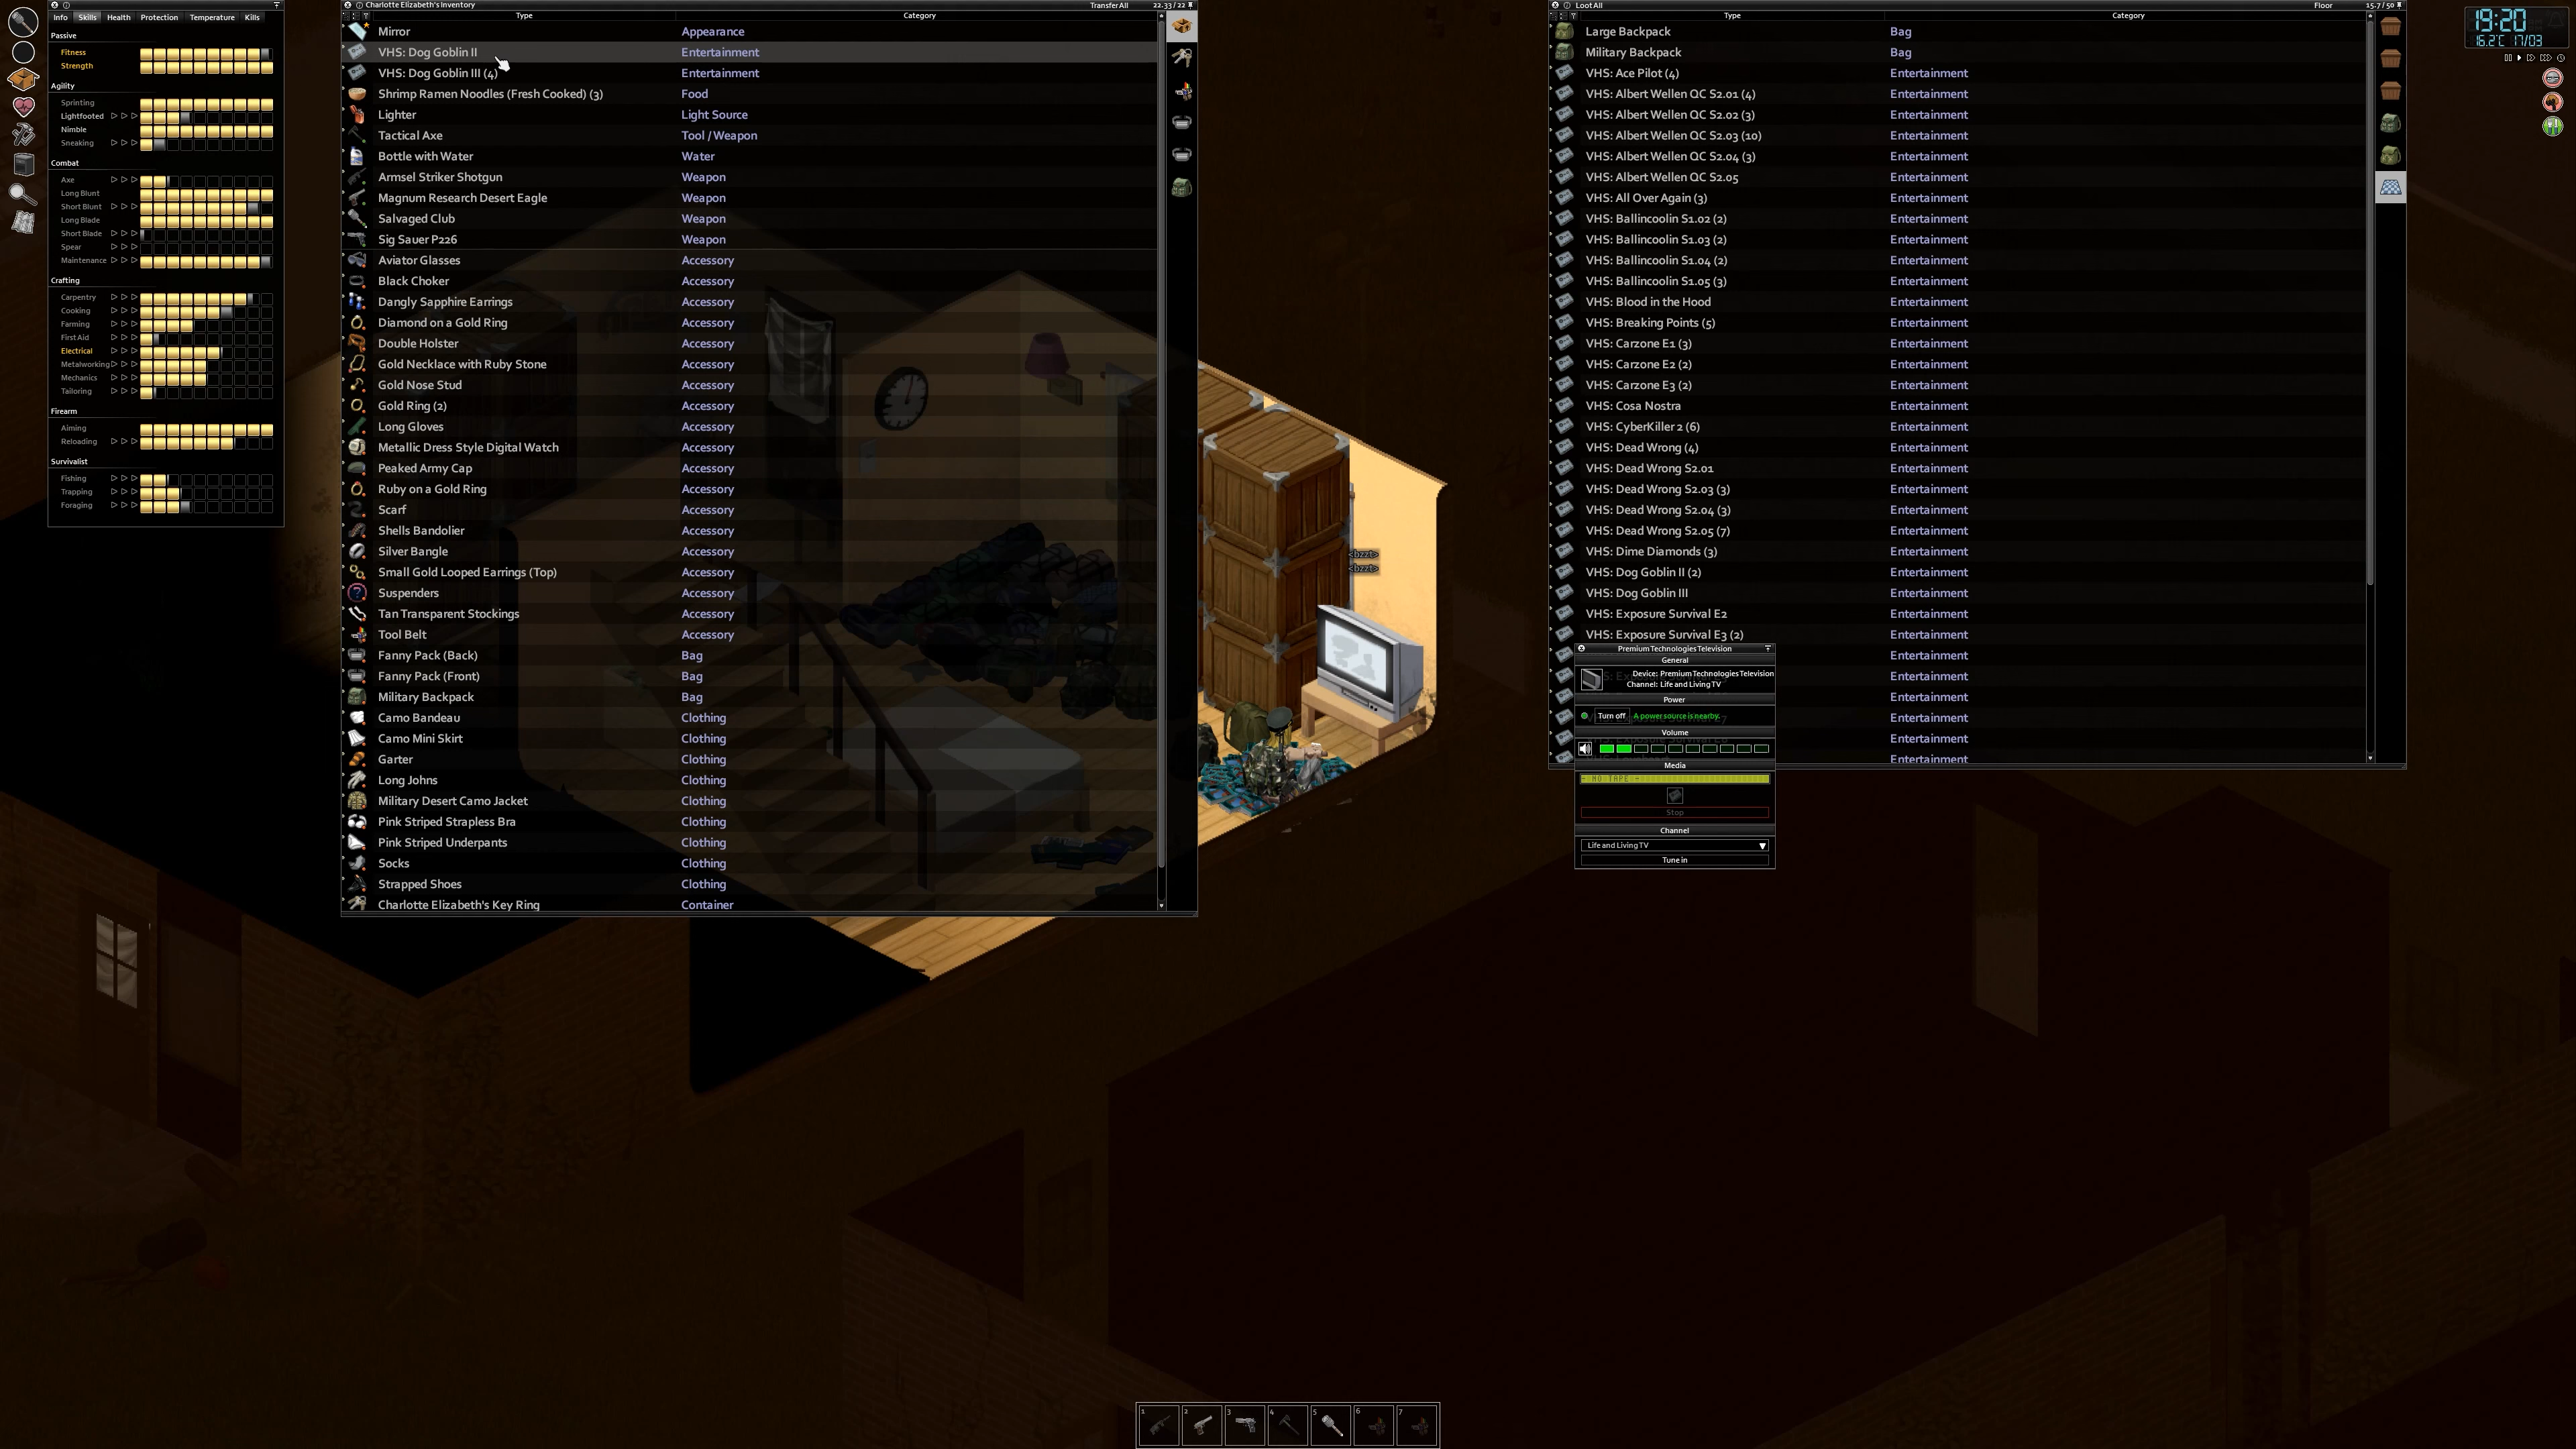 Info Skills Health Protection Temperature Kills
Passive
Fitness
Strength
Agility
Sprinting
Lightfooted
Nimble
Sneaking
Combat
Axe
Long Blunt
Short Blunt
Long Blade
Short Blade
Spear
Maintenance
Crafting
Carpentry
Cooking
Farming
First Aid
Electrical
Metalworking
Mechanics
Tailoring
Firearm
Aiming
Reloading
Survivalist
Fishing
Trapping
Foraging
Charlotte Elizabeth's Inventory Transfer All 22.33 / 22
Type Category
Mirror Appearance
VHS: Dog Goblin II Entertainment
VHS: Dog Goblin III (4) Entertainment
Shrimp Ramen Noodles (Fresh Cooked) (3) Food
Lighter Light Source
Tactical Axe Tool / Weapon
Bottle with Water Water
Armsel Striker Shotgun Weapon
Magnum Research Desert Eagle Weapon
Salvaged Club Weapon
Sig Sauer P226 Weapon
Aviator Glasses Accessory
Black Choker Accessory
Dangly Sapphire Earrings Accessory
Diamond on a Gold Ring Accessory
Double Holster Accessory
Gold Necklace with Ruby Stone Accessory
Gold Nose Stud Accessory
Gold Ring (2) Accessory
Long Gloves Accessory
Metallic Dress Style Digital Watch Accessory
Peaked Army Cap Accessory
Ruby on a Gold Ring Accessory
Scarf Accessory
Shells Bandolier Accessory
Silver Bangle Accessory
Small Gold Looped Earrings (Top) Accessory
Suspenders Accessory
Tan Transparent Stockings Accessory
Tool Belt Accessory
Fanny Pack (Back) Bag
Fanny Pack (Front) Bag
Military Backpack Bag
Camo Bandeau Clothing
Camo Mini Skirt Clothing
Garter Clothing
Long Johns Clothing
Military Desert Camo Jacket Clothing
Pink Striped Strapless Bra Clothing
Pink Striped Underpants Clothing
Socks Clothing
Strapped Shoes Clothing
Charlotte Elizabeth's Key Ring Container
<bzzt>
<bzzt>
Loot All Floor 15.7 / 50
Type Category
Large Backpack Bag
Military Backpack Bag
VHS: Ace Pilot (4) Entertainment
VHS: Albert Wellen QC S2.01 (4) Entertainment
VHS: Albert Wellen QC S2.02 (3) Entertainment
VHS: Albert Wellen QC S2.03 (10) Entertainment
VHS: Albert Wellen QC S2.04 (3) Entertainment
VHS: Albert Wellen QC S2.05 Entertainment
VHS: All Over Again (3) Entertainment
VHS: Ballincoolin S1.02 (2) Entertainment
VHS: Ballincoolin S1.03 (2) Entertainment
VHS: Ballincoolin S1.04 (2) Entertainment
VHS: Ballincoolin S1.05 (3) Entertainment
VHS: Blood in the Hood Entertainment
VHS: Breaking Points (5) Entertainment
VHS: Carzone E1 (3) Entertainment
VHS: Carzone E2 (2) Entertainment
VHS: Carzone E3 (2) Entertainment
VHS: Cosa Nostra Entertainment
VHS: CyberKiller 2 (6) Entertainment
VHS: Dead Wrong (4) Entertainment
VHS: Dead Wrong S2.01 Entertainment
VHS: Dead Wrong S2.03 (3) Entertainment
VHS: Dead Wrong S2.04 (3) Entertainment
VHS: Dead Wrong S2.05 (7) Entertainment
VHS: Dime Diamonds (3) Entertainment
VHS: Dog Goblin II (2) Entertainment
VHS: Dog Goblin III Entertainment
VHS: Exposure Survival E2 Entertainment
VHS: Exposure Survival E3 (2) Entertainment
Entertainment
Entertainment
Entertainment
Entertainment
Entertainment
Entertainment
Premium Technologies Television
General
Device: Premium Technologies Television
Channel: Life and Living TV
Power
Turn off A power source is nearby.
Volume
Media
- NO TAPE -
Stop
Channel
Life and Living TV
Tune in
19:20
16.2°C 17/03
1 2 3 4 5 6 7